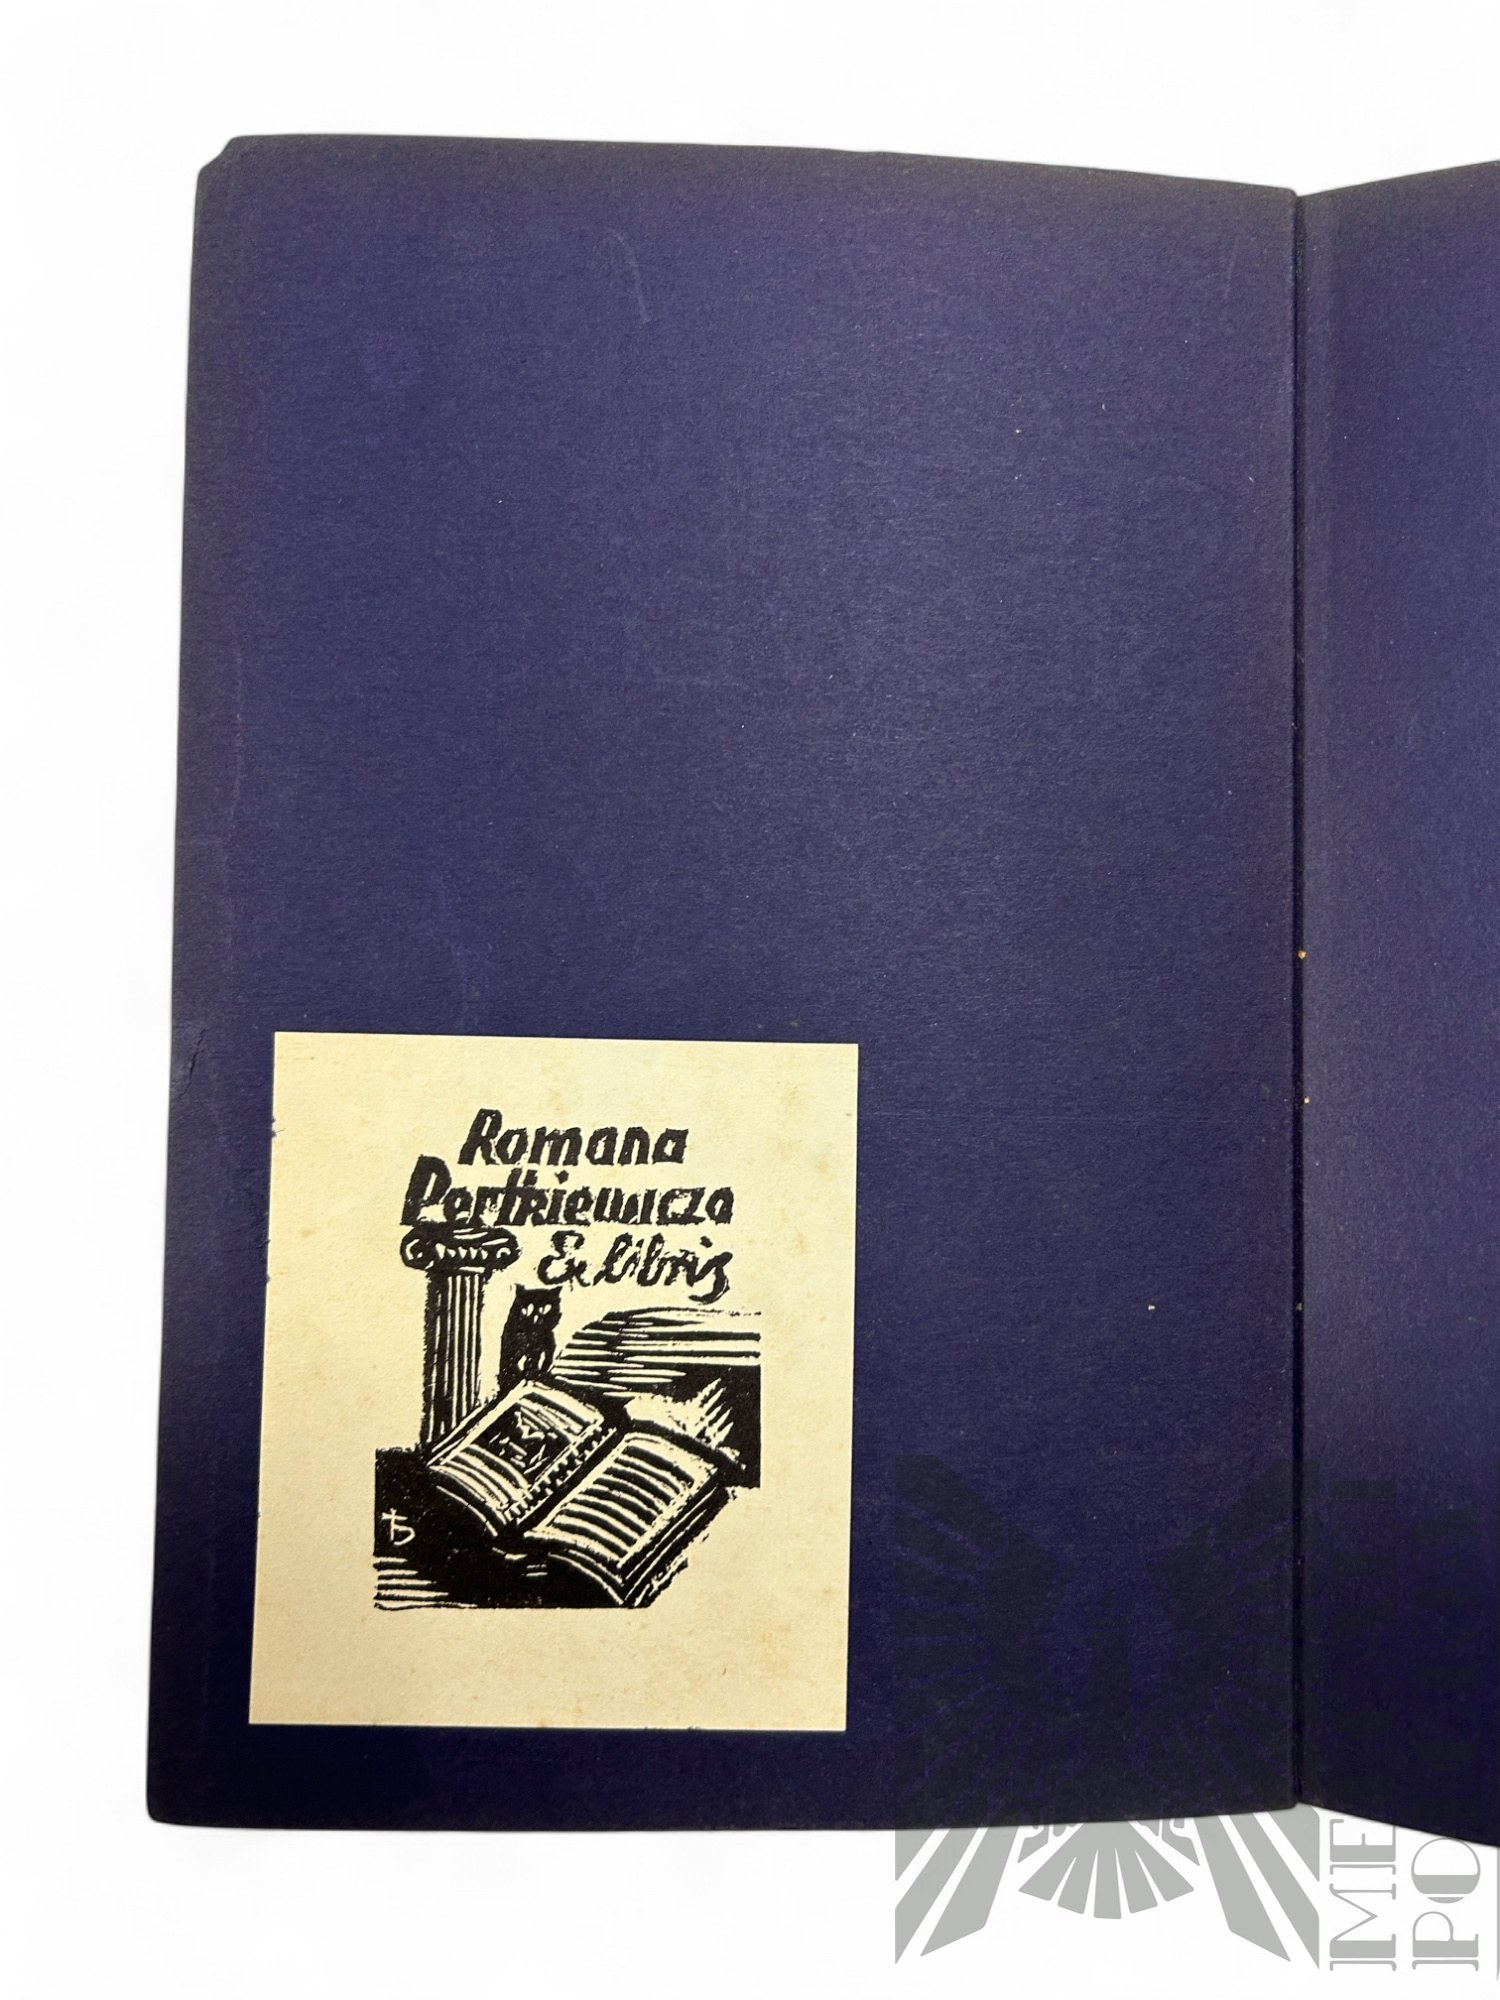 Romana
Pertkiewicza
Ex libris